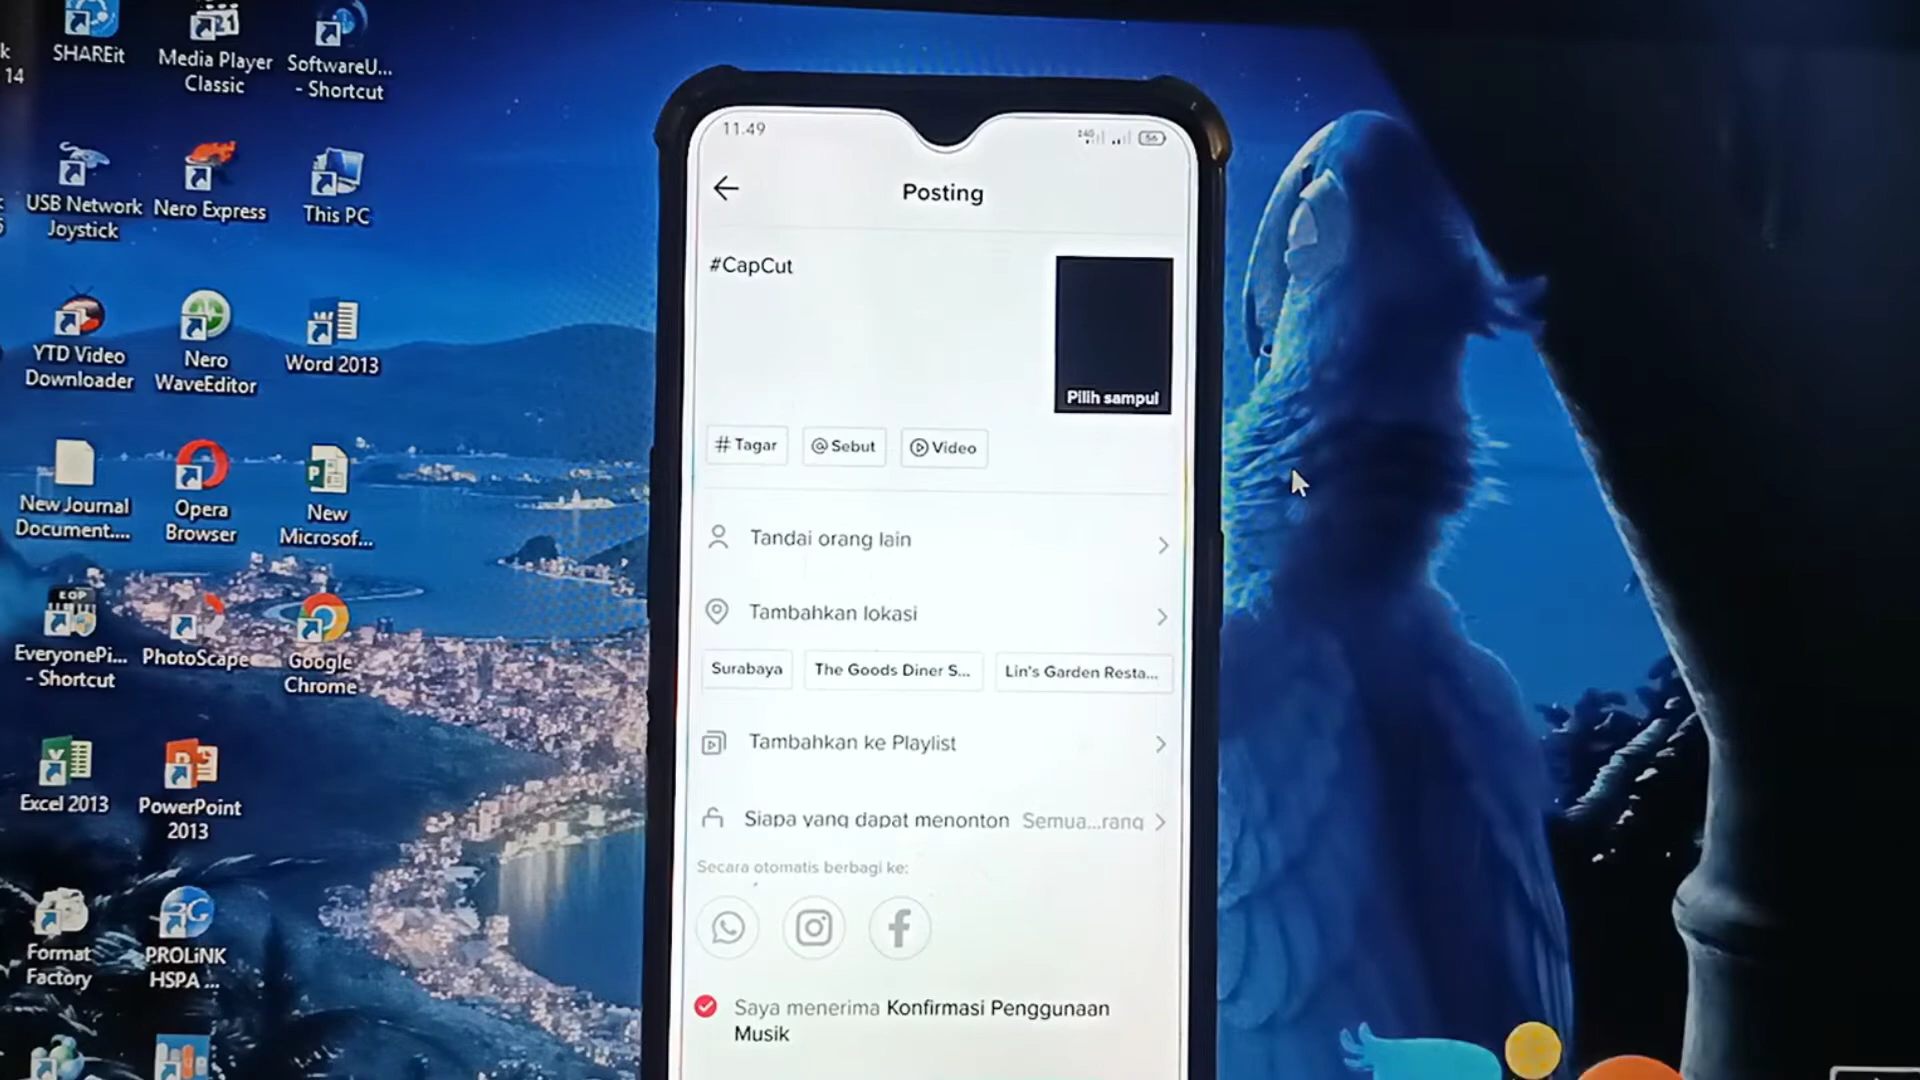 k
14
SHAREit
Media Player
Classic
SoftwareU...
- Shortcut
USB Network
Joystick
Nero Express
This PC
YTD Video
Downloader
Nero
WaveEditor
Word 2013
New Journal
Document....
Opera
Browser
New
Microsof...
EveryonePi...
- Shortcut
PhotoScape
Google
Chrome
Excel 2013
PowerPoint
2013
Format
Factory
PROLiNK
HSPA ...
11.49
56
Posting
#CapCut
Pilih sampul
# Tagar
@ Sebut
Video
Tandai orang lain
Tambahkan lokasi
Surabaya
The Goods Diner S...
Lin's Garden Resta...
Tambahkan ke Playlist
Siapa yang dapat menonton Semua...rang
Secara otomatis berbagi ke:
Saya menerima Konfirmasi Penggunaan
Musik